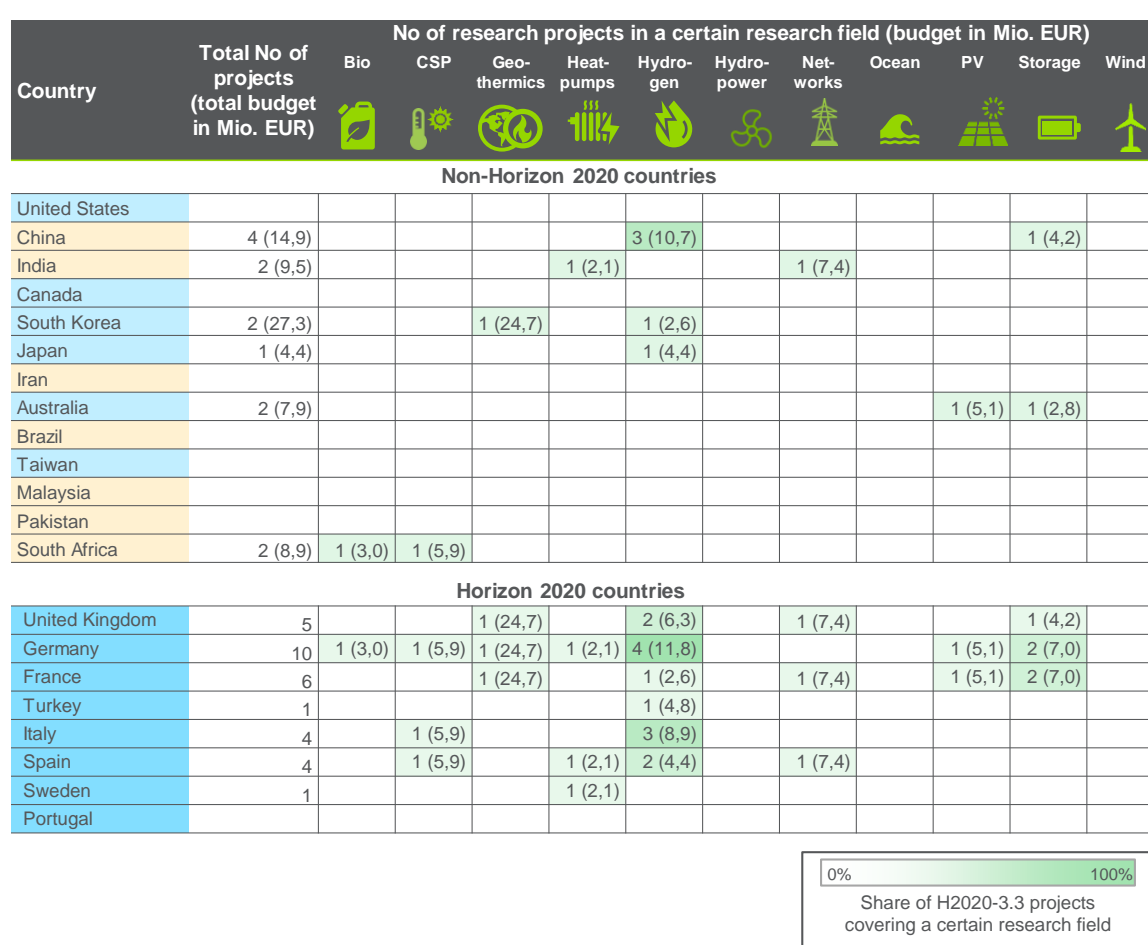 No of research projects in a certain research field (budget in Mio. EUR)
Country
Total No of
projects
(total budget
in Mio. EUR)
Bio
CSP
Geo-
thermics
Heat-
pumps
Hydro-
gen
Hydro-
power
Net-
works
Ocean
PV
Storage
Wind
Non-Horizon 2020 countries
United States
China 4 (14,9) 3 (10,7) 1 (4,2)
India 2 (9,5) 1 (2,1) 1 (7,4)
Canada
South Korea 2 (27,3) 1 (24,7) 1 (2,6)
Japan 1 (4,4) 1 (4,4)
Iran
Australia 2 (7,9) 1 (5,1) 1 (2,8)
Brazil
Taiwan
Malaysia
Pakistan
South Africa 2 (8,9) 1 (3,0) 1 (5,9)
Horizon 2020 countries
United Kingdom 5 1 (24,7) 2 (6,3) 1 (7,4) 1 (4,2)
Germany 10 1 (3,0) 1 (5,9) 1 (24,7) 1 (2,1) 4 (11,8) 1 (5,1) 2 (7,0)
France 6 1 (24,7) 1 (2,6) 1 (7,4) 1 (5,1) 2 (7,0)
Turkey 1 1 (4,8)
Italy 4 1 (5,9) 3 (8,9)
Spain 4 1 (5,9) 1 (2,1) 2 (4,4) 1 (7,4)
Sweden 1 1 (2,1)
Portugal
0% 100%
Share of H2020-3.3 projects
covering a certain research field